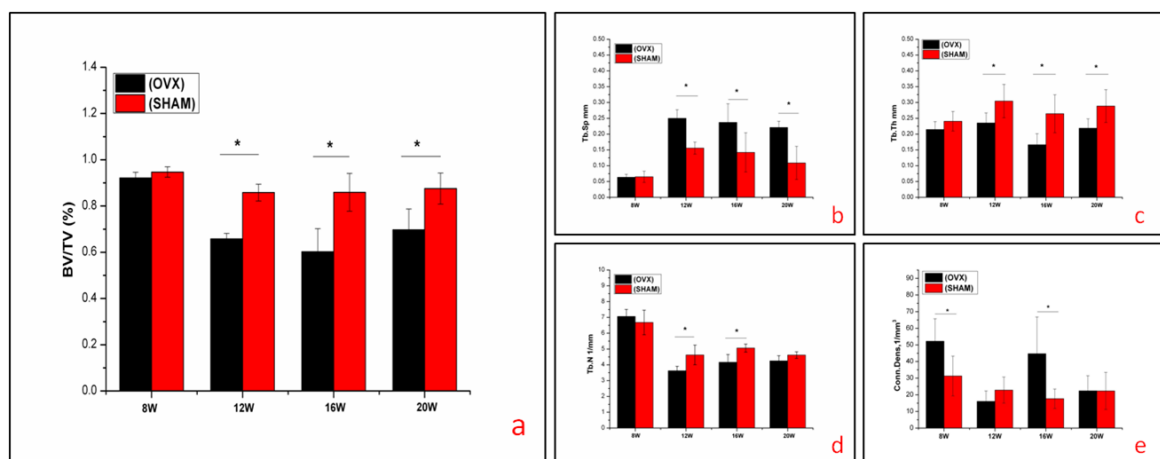 1.4
1.2
1.0
0.8
0.6
0.4
0.2
0.0
BV/TV (%)
(OVX)
(SHAM)
* * *
8W 12W 16W 20W
a
0.50
0.45
0.40
0.35
0.30
0.25
0.20
0.15
0.10
0.05
0.00
Tb.Sp mm
(OVX)
(SHAM)
* * *
8W 12W 16W 20W
b
0.50
0.45
0.40
0.35
0.30
0.25
0.20
0.15
0.10
0.05
0.00
Tb.Th mm
(OVX)
(SHAM)
* * *
8W 12W 16W 20W
c
10
9
8
7
6
5
4
3
2
1
0
Tb.N 1/mm
(OVX)
(SHAM)
* *
8W 12W 16W 20W
d
90
80
70
60
50
40
30
20
10
0
Conn.Dens,1/mm³
(OVX)
(SHAM)
* *
8W 12W 16W 20W
e